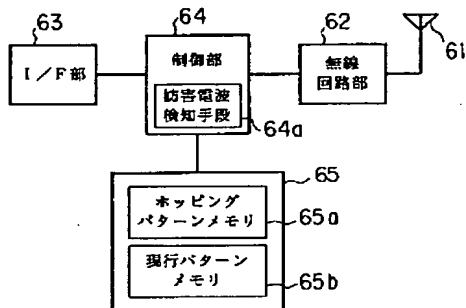 63
I/F部
64
制御部
訪害電波
検知手段
64a
62
無線
回路部
61
65
ホッピング
パターンメモリ
65a
現行パターン
メモリ
65b